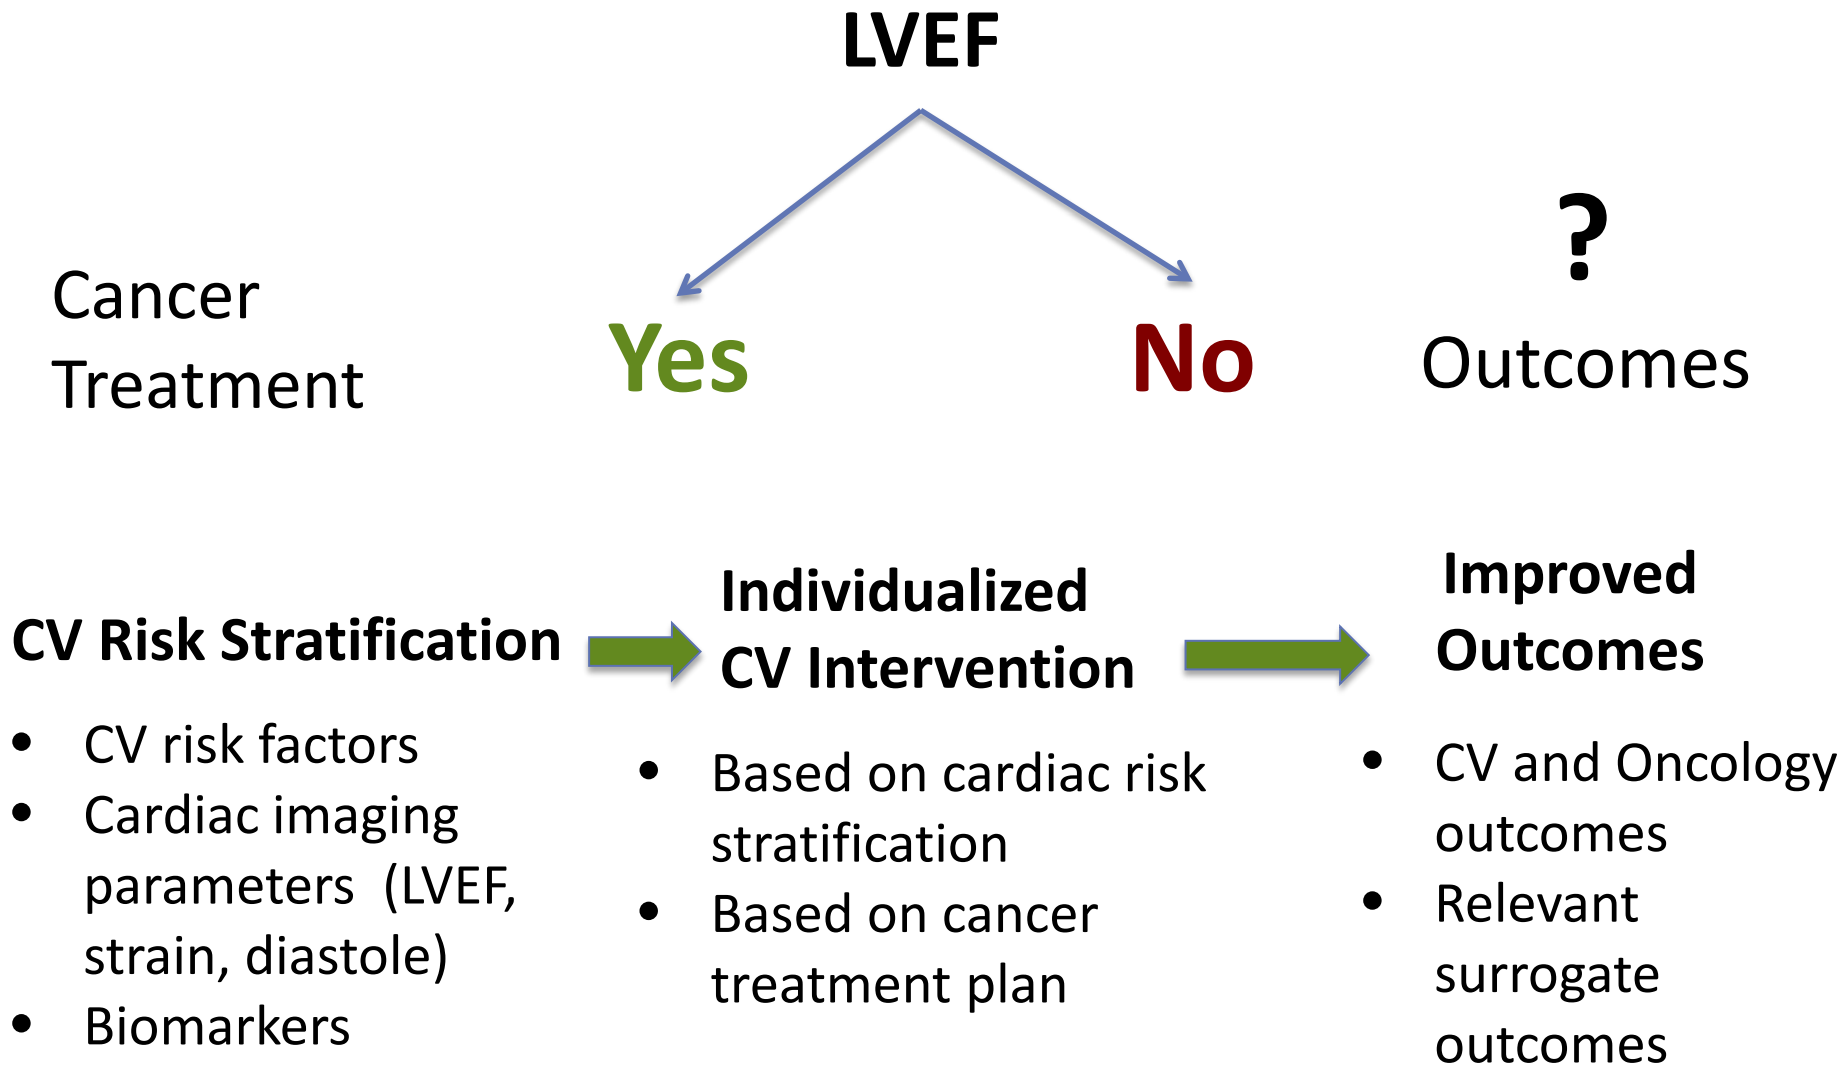 LVEF
Cancer
Treatment
Yes
No
?
Outcomes
CV Risk Stratification
• CV risk factors
• Cardiac imaging
parameters (LVEF,
strain, diastole)
• Biomarkers
Individualized
CV Intervention
• Based on cardiac risk
stratification
• Based on cancer
treatment plan
Improved
Outcomes
• CV and Oncology
outcomes
• Relevant
surrogate
outcomes